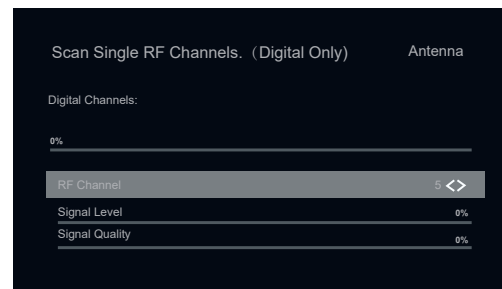 Scan Single RF Channels.（Digital Only) Antenna
Digital Channels:
0%
RF Channel 5 <>
Signal Level 0%
Signal Quality 0%